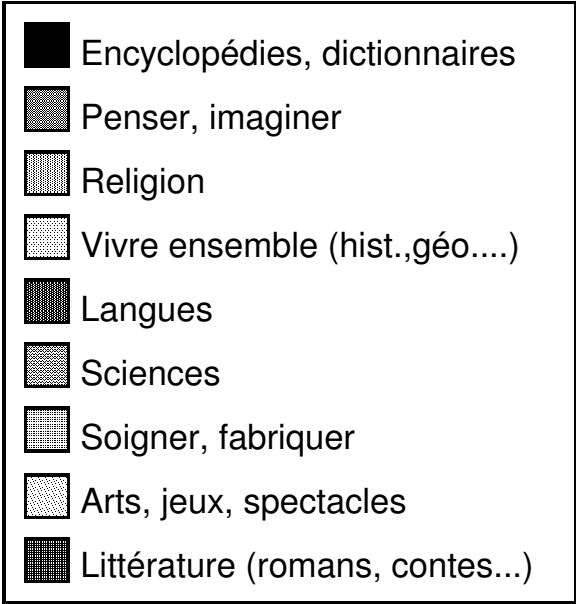 Encyclopédies, dictionnaires
Penser, imaginer
Religion
Vivre ensemble (hist.,géo....)
Langues
Sciences
Soigner, fabriquer
Arts, jeux, spectacles
Littérature (romans, contes...)